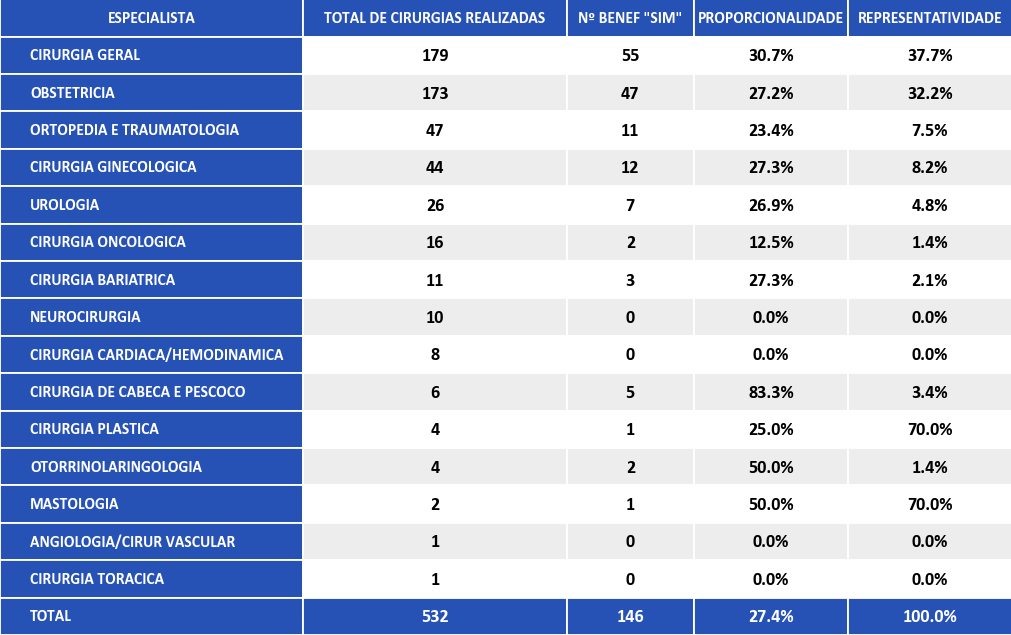 ESPECIALISTA TOTAL DE CIRURGIAS REALIZADAS Nº BENEF "SIM" PROPORCIONALIDADE REPRESENTATIVIDADE
CIRURGIA GERAL 179 55 30.7% 37.7%
OBSTETRICIA 173 47 27.2% 32.2%
ORTOPEDIA E TRAUMATOLOGIA 47 11 23.4% 7.5%
CIRURGIA GINECOLOGICA 44 12 27.3% 8.2%
UROLOGIA 26 7 26.9% 4.8%
CIRURGIA ONCOLOGICA 16 2 12.5% 1.4%
CIRURGIA BARIATRICA 11 3 27.3% 2.1%
NEUROCIRURGIA 10 0 0.0% 0.0%
CIRURGIA CARDIACA/HEMODINAMICA 8 0 0.0% 0.0%
CIRURGIA DE CABECA E PESCOCO 6 5 83.3% 3.4%
CIRURGIA PLASTICA 4 1 25.0% 70.0%
OTORRINOLARINGOLOGIA 4 2 50.0% 1.4%
MASTOLOGIA 2 1 50.0% 70.0%
ANGIOLOGIA/CIRUR VASCULAR 1 0 0.0% 0.0%
CIRURGIA TORACICA 1 0 0.0% 0.0%
TOTAL 532 146 27.4% 100.0%